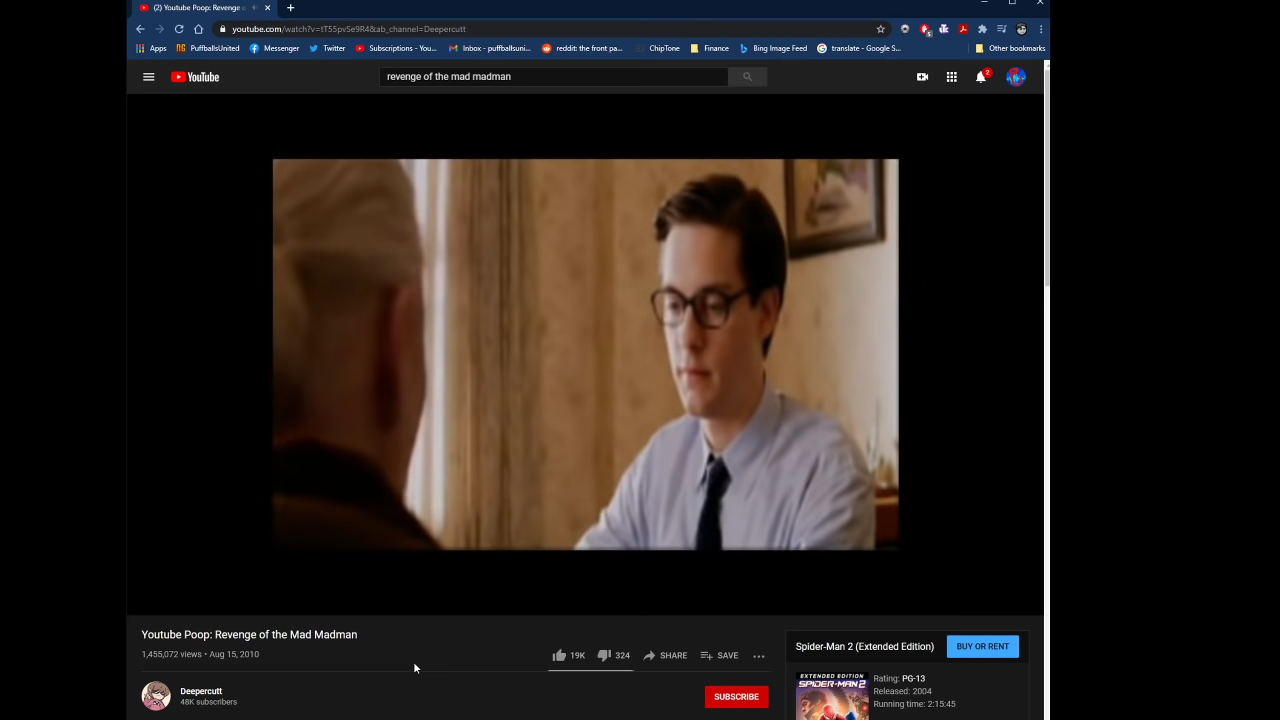 (2) Youtube Poop: Revenge o
youtube.com/watch?v=tT55pvSe9R4&ab_channel=Deepercutt
Apps PuffballsUnited Messenger Twitter Subscriptions - You... Inbox - puffballsuni... reddit: the front pa... ChipTone Finance Bing Image Feed translate - Google S... Other bookmarks
YouTube revenge of the mad madman 2
Youtube Poop: Revenge of the Mad Madman
1,455,072 views • Aug 15, 2010
19K 324 SHARE SAVE
Deepercutt
48K subscribers
SUBSCRIBE
Spider-Man 2 (Extended Edition) BUY OR RENT
EXTENDED EDITION
SPIDER-MAN 2
Rating: PG-13
Released: 2004
Running time: 2:15:45